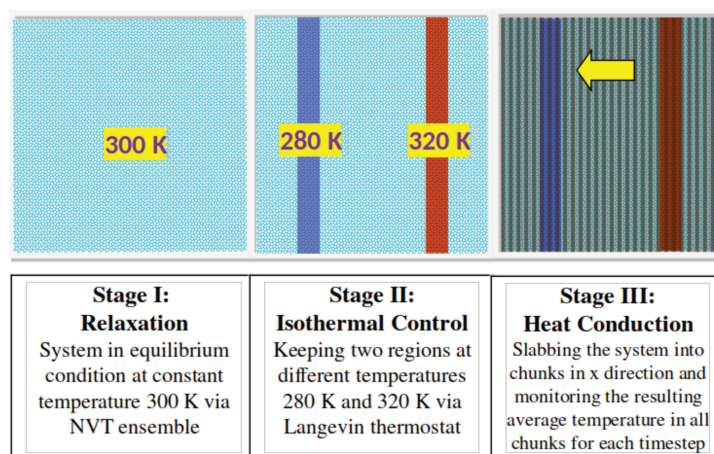 300 K
280 K
320 K
Stage I:
Relaxation
System in equilibrium
condition at constant
temperature 300 K via
NVT ensemble
Stage II:
Isothermal Control
Keeping two regions at
different temperatures
280 K and 320 K via
Langevin thermostat
Stage III:
Heat Conduction
Slabbing the system into
chunks in x direction and
monitoring the resulting
average temperature in all
chunks for each timestep